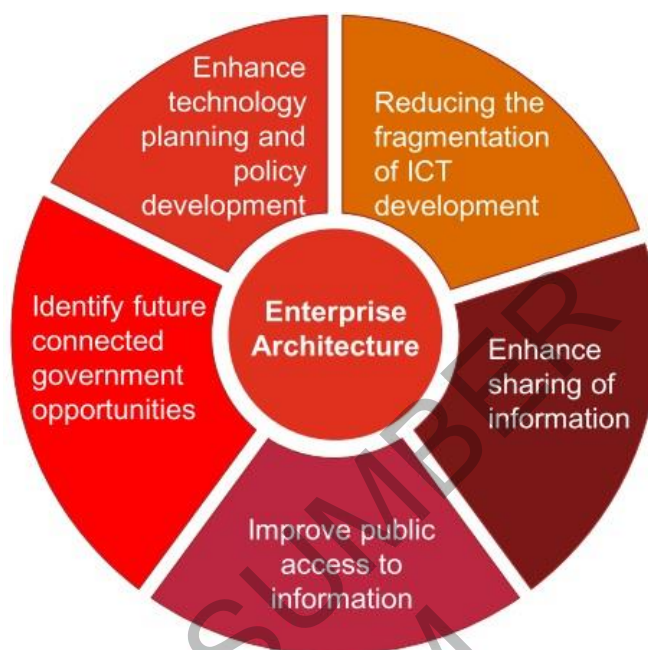 Enhance
technology
planning and
policy
development
Reducing the
fragmentation
of ICT
development
Enhance
sharing of
information
Improve public
access to
information
Identify future
connected
government
opportunities
Enterprise
Architecture
SUMBER